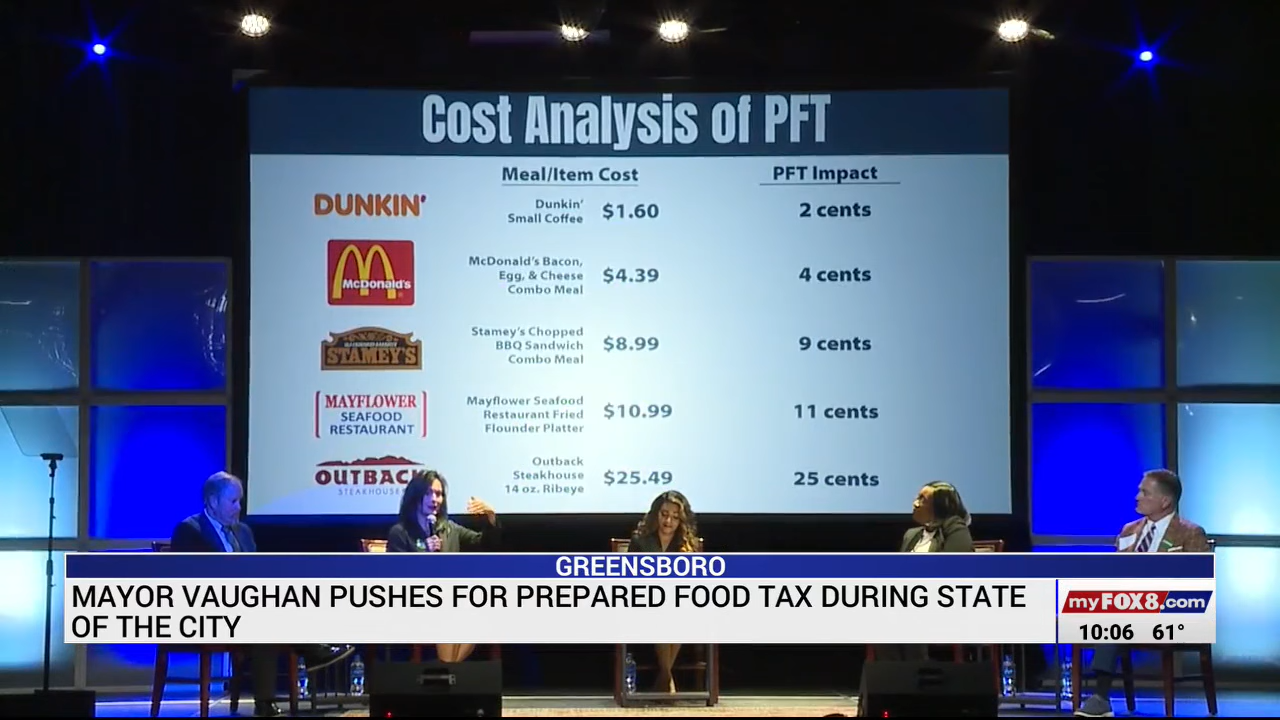 Cost Analysis of PFT
Meal/Item Cost
PFT Impact
DUNKIN'
Dunkin'
Small Coffee
$1.60
2 cents
McDonald's
McDonald's Bacon,
Egg, & Cheese
Combo Meal
$4.39
4 cents
STAMEY'S
Stamey's Chopped
BBQ Sandwich
Combo Meal
$8.99
9 cents
MAYFLOWER
SEAFOOD
RESTAURANT
Mayflower Seafood
Restaurant Fried
Flounder Platter
$10.99
11 cents
OUTBACK
STEAKHOUSE
Outback
Steakhouse
14 oz. Ribeye
$25.49
25 cents
GREENSBORO
MAYOR VAUGHAN PUSHES FOR PREPARED FOOD TAX DURING STATE
OF THE CITY
myFOX8.com
10:06 61°